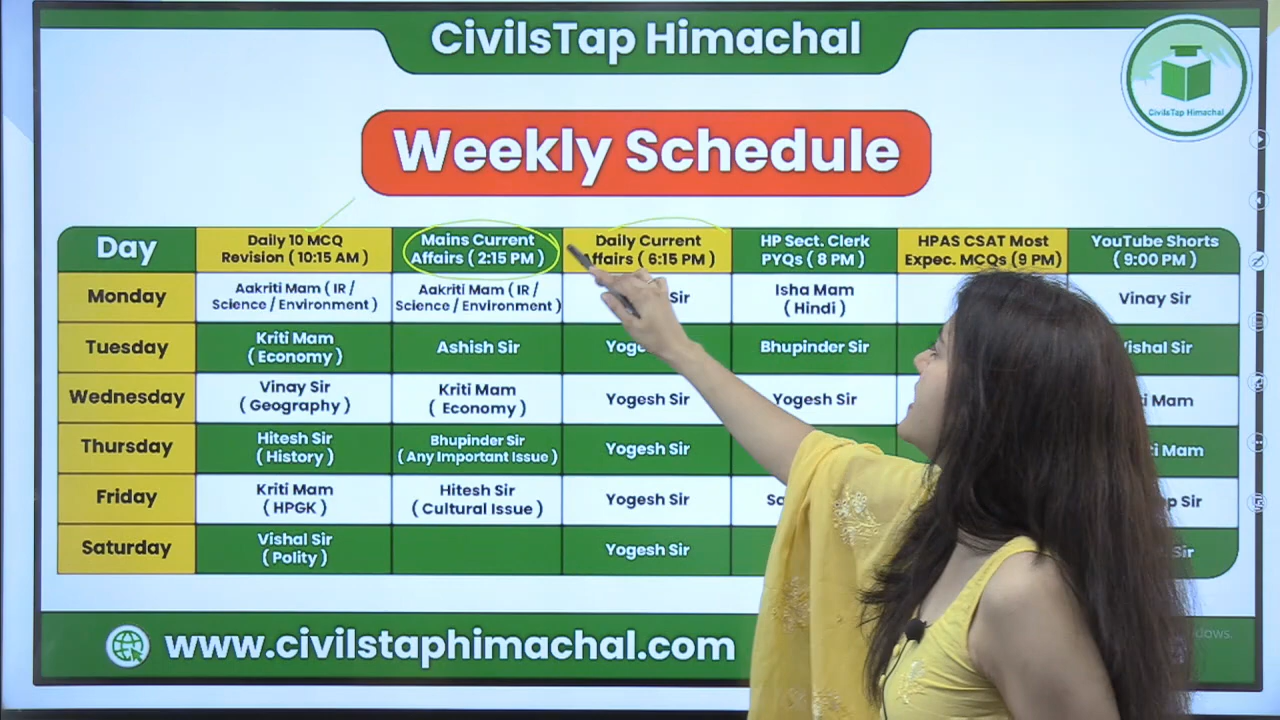 CivilsTap Himachal
CivilsTap Himachal
Weekly Schedule
Day
Daily 10 MCQ
Revision ( 10:15 AM )
Mains Current
Affairs ( 2:15 PM )
Daily Current
Affairs ( 6:15 PM )
HP Sect. Clerk
PYQs ( 8 PM )
HPAS CSAT Most
Expec. MCQs (9 PM)
YouTube Shorts
( 9:00 PM )
Monday
Aakriti Mam ( IR /
Science / Environment )
Aakriti Mam ( IR /
Science / Environment )
Sir
Isha Mam
( Hindi )
Vinay Sir
Tuesday
Kriti Mam
( Economy )
Ashish Sir
Bhupinder Sir
Sir
Wednesday
Vinay Sir
( Geography )
Kriti Mam
( Economy )
Yogesh Sir
Yogesh Sir
Mam
Thursday
Hitesh Sir
( History )
Bhupinder Sir
( Any Important Issue )
Yogesh Sir
Mam
Friday
Kriti Mam
( HPGK )
Hitesh Sir
( Cultural Issue )
Yogesh Sir
Sir
Saturday
Vishal Sir
( Polity )
Yogesh Sir
Sir
www.civilstaphimachal.com